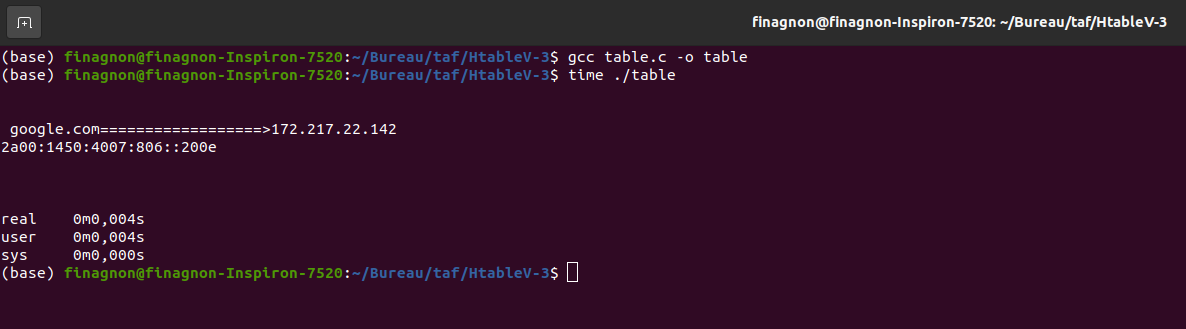 finagnon@finagnon-Inspiron-7520: ~/Bureau/taf/HtableV-3
(base) finagnon@finagnon-Inspiron-7520:~/Bureau/taf/HtableV-3$ gcc table.c -o table
(base) finagnon@finagnon-Inspiron-7520:~/Bureau/taf/HtableV-3$ time ./table
google.com==================>172.217.22.142
2a00:1450:4007:806::200e
real 0m0,004s
user 0m0,004s
sys 0m0,000s
(base) finagnon@finagnon-Inspiron-7520:~/Bureau/taf/HtableV-3$